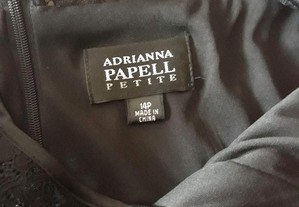 ADRIANNA
PAPELL
PETITE
14P
MADE IN
CHINA